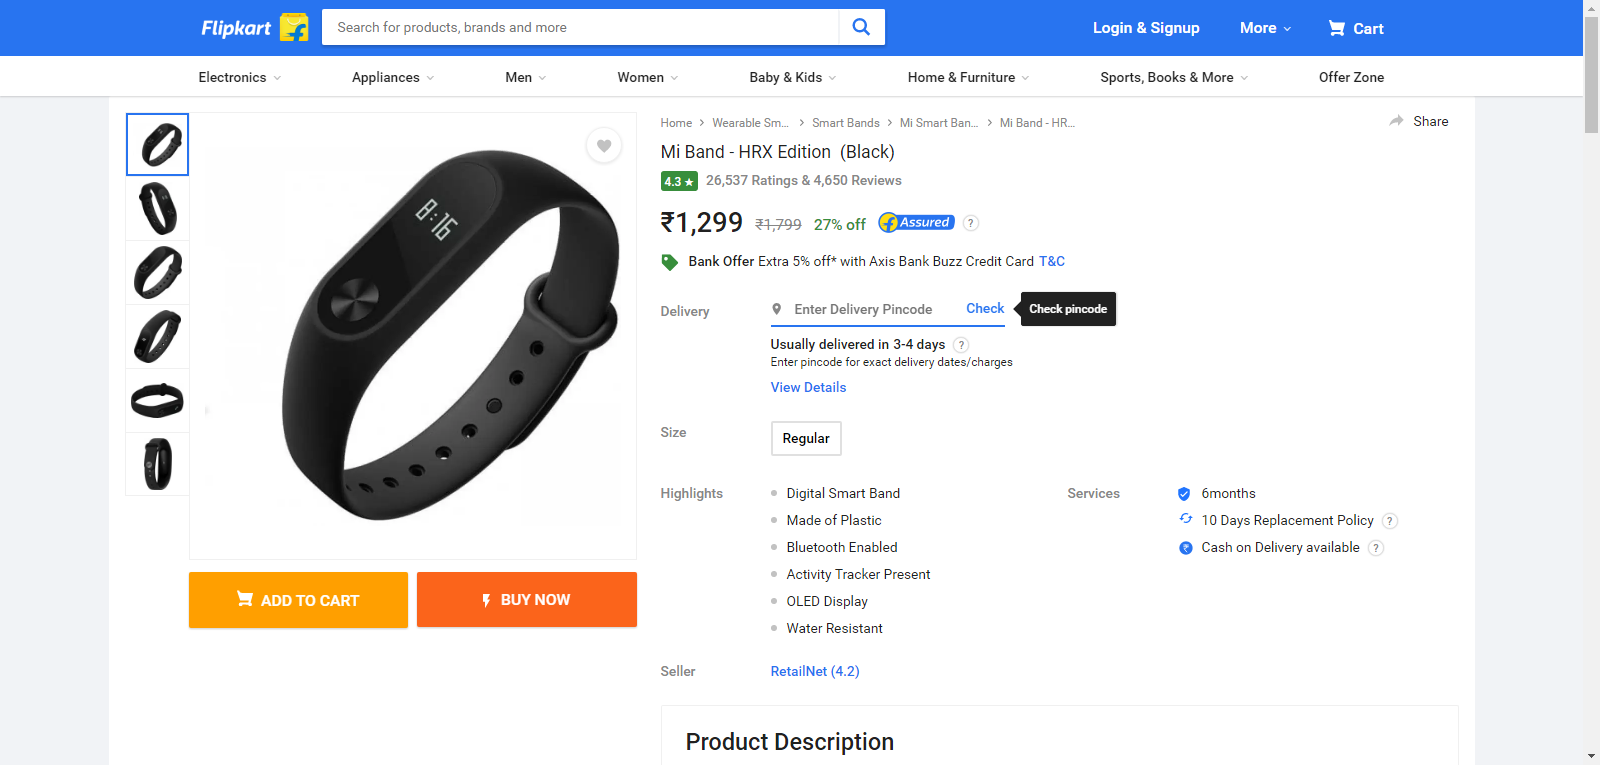 Flipkart
Search for products, brands and more
Login & Signup
More
Cart
Electronics
Appliances
Men
Women
Baby & Kids
Home & Furniture
Sports, Books & More
Offer Zone
Home
Wearable Sm...
Smart Bands
Mi Smart Ban...
Mi Band - HR...
Share
8:16
Mi Band - HRX Edition (Black)
4.3 ★
26,537 Ratings & 4,650 Reviews
₹1,299 ₹1,799 27% off
Assured
?
Bank Offer Extra 5% off* with Axis Bank Buzz Credit Card T&C
Delivery
Enter Delivery Pincode
Check
Check pincode
Usually delivered in 3-4 days ?
Enter pincode for exact delivery dates/charges
View Details
Size
Regular
Highlights
Digital Smart Band
Made of Plastic
Bluetooth Enabled
Activity Tracker Present
OLED Display
Water Resistant
Services
6months
10 Days Replacement Policy ?
Cash on Delivery available ?
ADD TO CART
BUY NOW
Seller
RetailNet (4.2)
Product Description